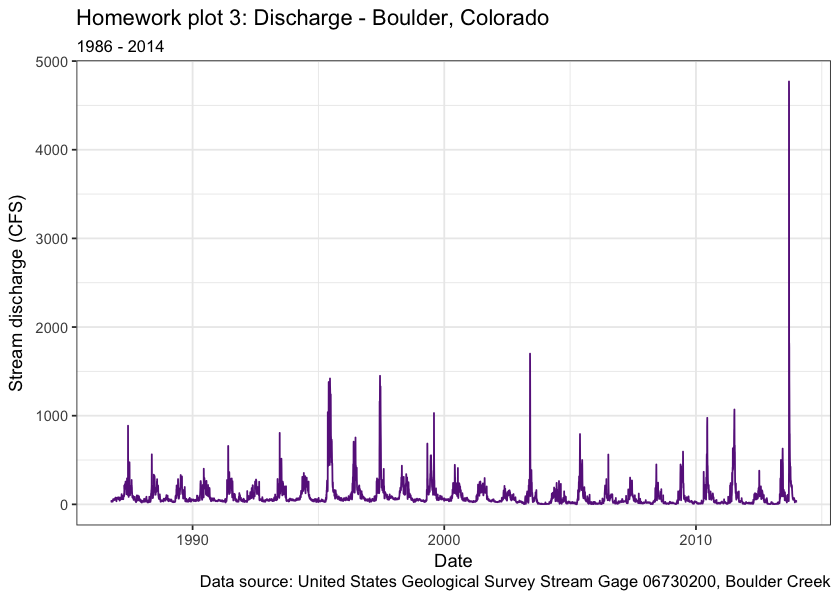 Homework plot 3: Discharge - Boulder, Colorado
1986 - 2014
5000
4000
3000
2000
1000
0
Stream discharge (CFS)
1990
2000
2010
Date
Data source: United States Geological Survey Stream Gage 06730200, Boulder Creek